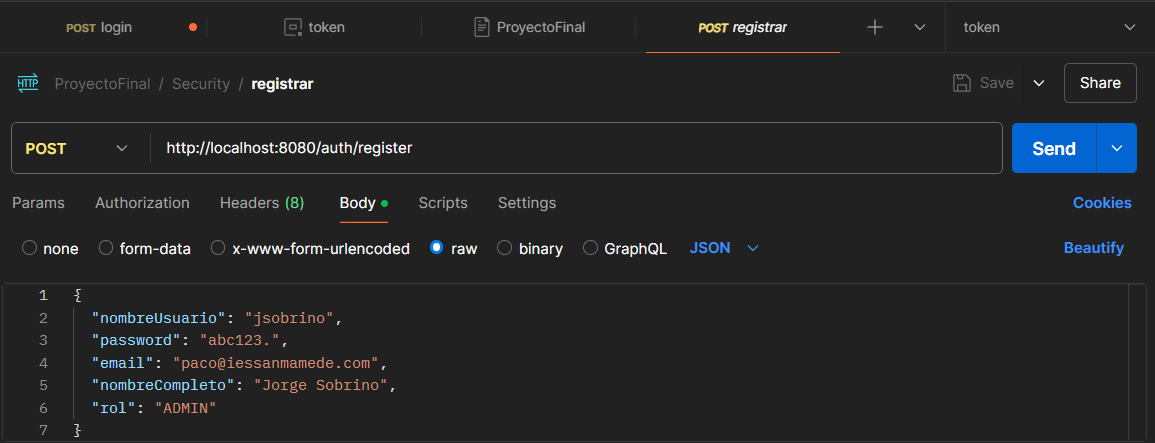 POST login token ProyectoFinal POST registrar token
HTTP ProyectoFinal / Security / registrar Save Share
POST http://localhost:8080/auth/register Send
Params Authorization Headers (8) Body Scripts Settings Cookies
none form-data x-www-form-urlencoded raw binary GraphQL JSON Beautify
1 {
2 "nombreUsuario": "jsobrino",
3 "password": "abc123.",
4 "email": "paco@iessanmamede.com",
5 "nombreCompleto": "Jorge Sobrino",
6 "rol": "ADMIN"
7 }